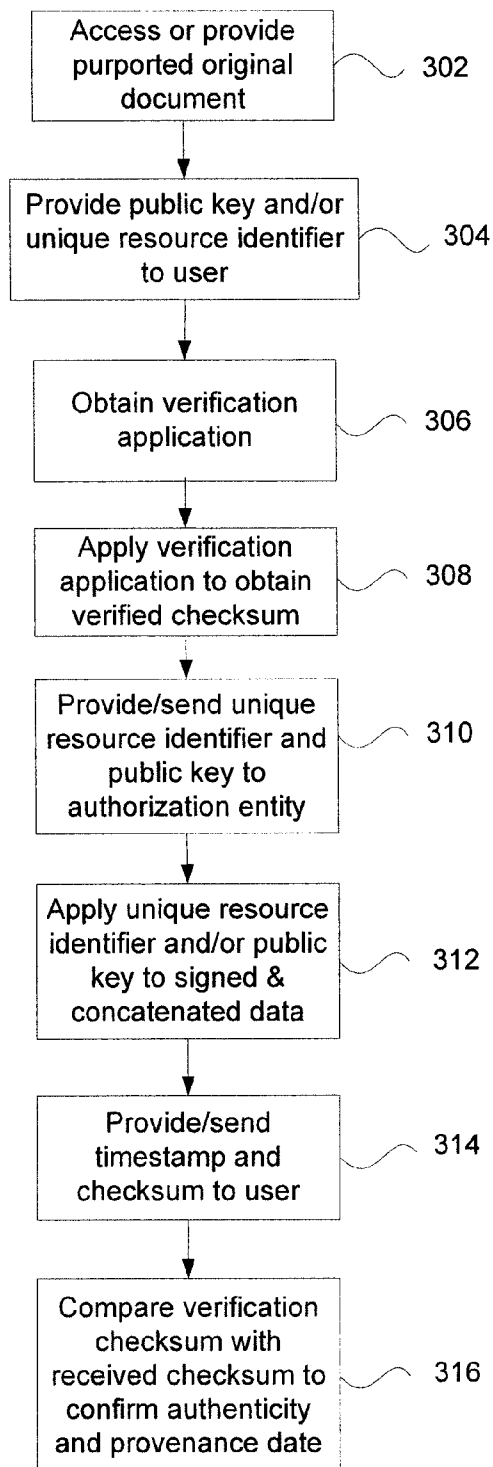 Access or provide
purported original
document
302
Provide public key and/or
unique resource identifier
to user
304
Obtain verification
application
306
Apply verification
application to obtain
verified checksum
308
Provide/send unique
resource identifier and
public key to
authorization entity
310
Apply unique resource
identifier and/or public
key to signed &
concatenated data
312
Provide/send
timestamp and
checksum to user
314
Compare verification
checksum with
received checksum to
confirm authenticity
and provenance date
316